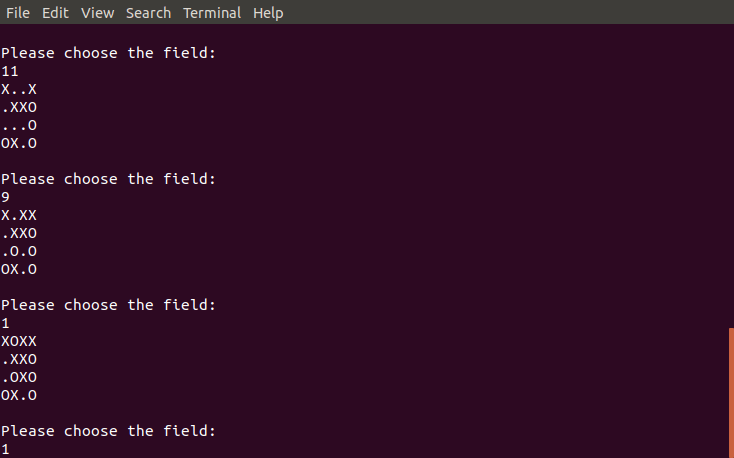 File Edit View Search Terminal Help
Please choose the field:
11
X..X
.XXO
...O
OX.O
Please choose the field:
9
X.XX
.XXO
.O.O
OX.O
Please choose the field:
1
XOXX
.XXO
.OXO
OX.O
Please choose the field:
1